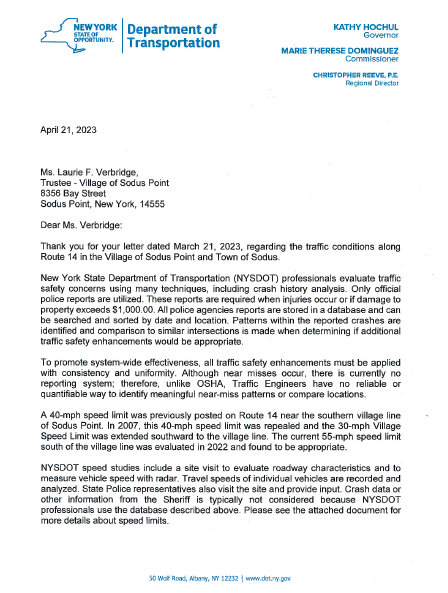 NEW YORK
STATE OF
OPPORTUNITY.
Department of
Transportation
KATHY HOCHUL
Governor
MARIE THERESE DOMINGUEZ
Commissioner
CHRISTOPHER REEVE, P.E.
Regional Director
April 21, 2023
Ms. Laurie F. Verbridge,
Trustee - Village of Sodus Point
8356 Bay Street
Sodus Point, New York, 14555
Dear Ms. Verbridge:
Thank you for your letter dated March 21, 2023, regarding the traffic conditions along
Route 14 in the Village of Sodus Point and Town of Sodus.
New York State Department of Transportation (NYSDOT) professionals evaluate traffic
safety concerns using many techniques, including crash history analysis. Only official
police reports are utilized. These reports are required when injuries occur or if damage to
property exceeds $1,000.00. All police agencies reports are stored in a database and can
be searched and sorted by date and location. Patterns within the reported crashes are
identified and comparison to similar intersections is made when determining if additional
traffic safety enhancements would be appropriate.
To promote system-wide effectiveness, all traffic safety enhancements must be applied
with consistency and uniformity. Although near misses occur, there is currently no
reporting system; therefore, unlike OSHA, Traffic Engineers have no reliable or
quantifiable way to identify meaningful near-miss patterns or compare locations.
A 40-mph speed limit was previously posted on Route 14 near the southern village line
of Sodus Point. In 2007, this 40-mph speed limit was repealed and the 30-mph Village
Speed Limit was extended southward to the village line. The current 55-mph speed limit
south of the village line was evaluated in 2022 and found to be appropriate.
NYSDOT speed studies include a site visit to evaluate roadway characteristics and to
measure vehicle speed with radar. Travel speeds of individual vehicles are recorded and
analyzed. State Police representatives also visit the site and provide input. Crash data or
other information from the Sheriff is typically not considered because NYSDOT
professionals use the database described above. Please see the attached document for
more details about speed limits.
50 Wolf Road, Albany, NY 12232 | www.dot.ny.gov